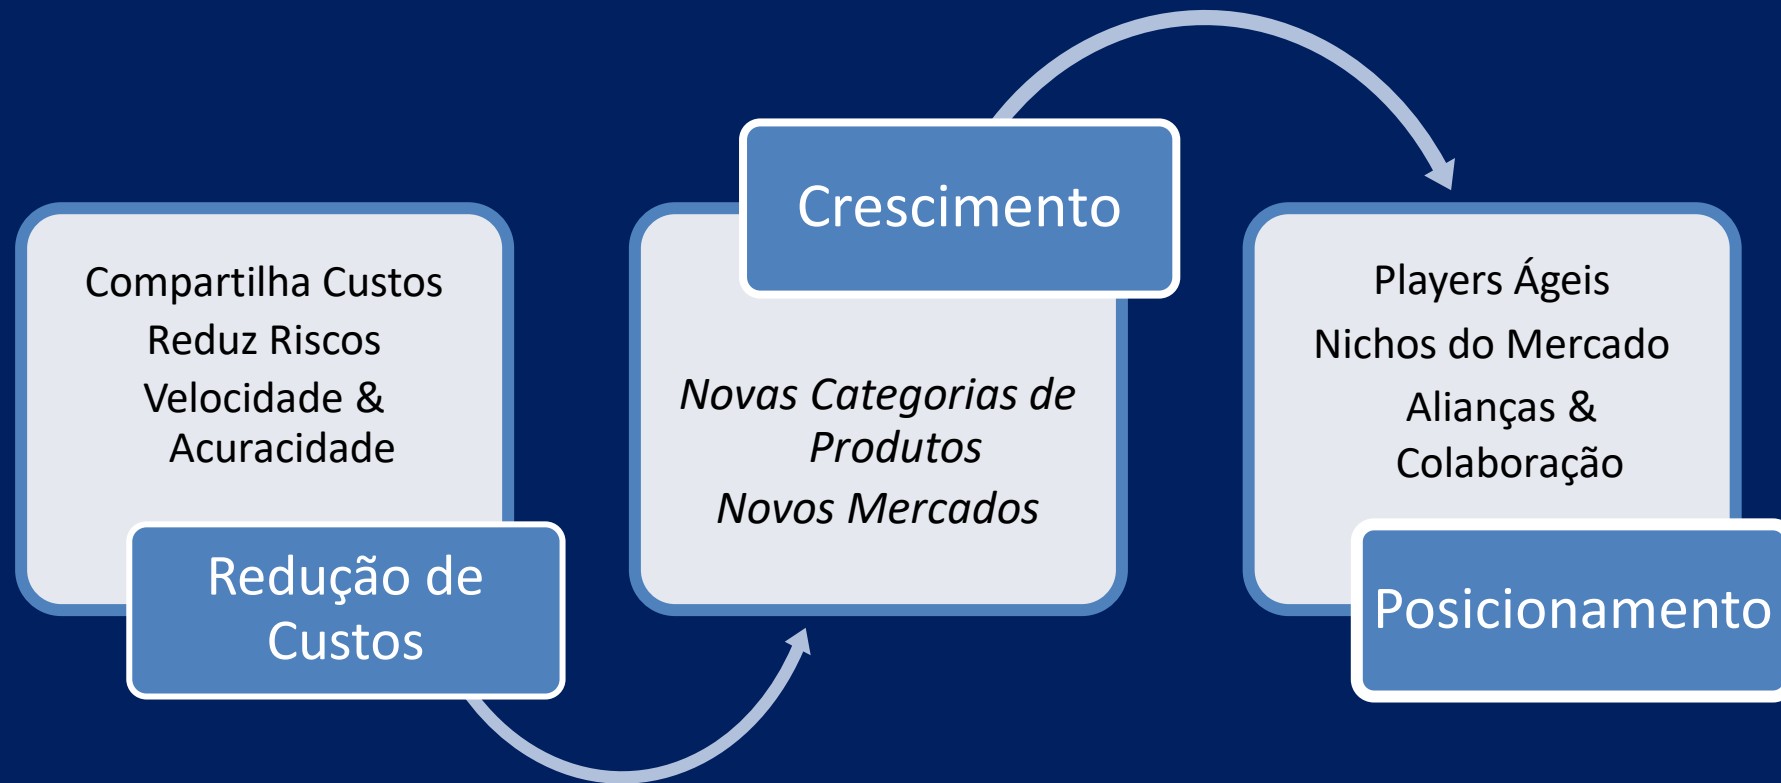 Compartilha Custos
Reduz Riscos
Velocidade &
Acuracidade
Redução de
Custos
Crescimento
Novas Categorias de
Produtos
Novos Mercados
Players Ágeis
Nichos do Mercado
Alianças &
Colaboração
Posicionamento